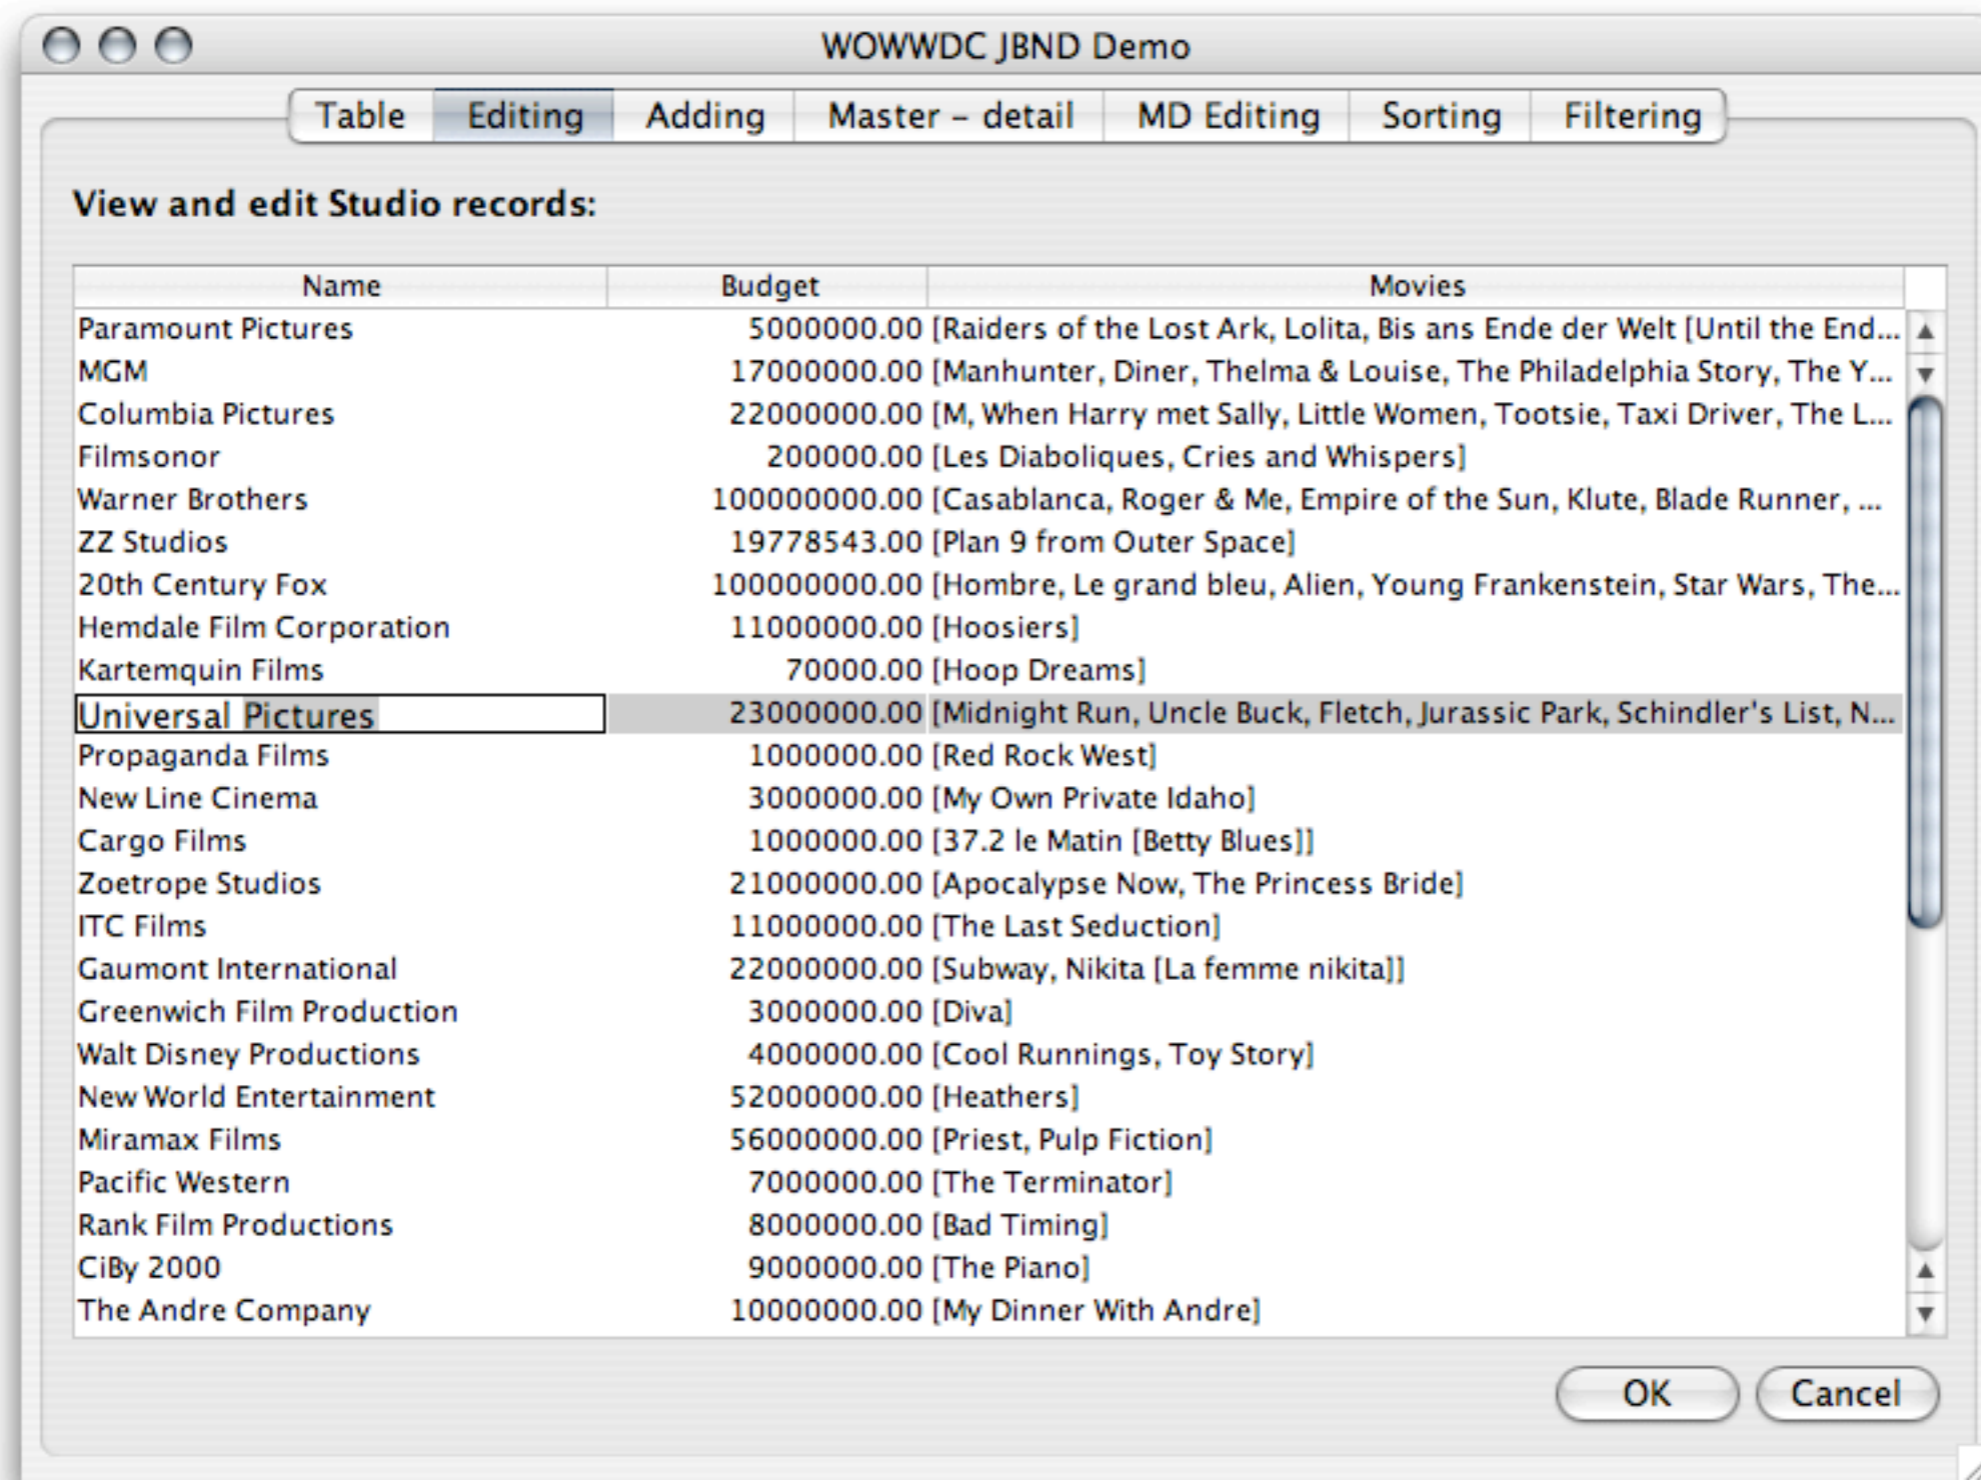 WOWWDC JBND Demo
Table Editing Adding Master – detail MD Editing Sorting Filtering
View and edit Studio records:
Name Budget Movies
Paramount Pictures 5000000.00 [Raiders of the Lost Ark, Lolita, Bis ans Ende der Welt [Until the End...
MGM 17000000.00 [Manhunter, Diner, Thelma & Louise, The Philadelphia Story, The Y...
Columbia Pictures 22000000.00 [M, When Harry met Sally, Little Women, Tootsie, Taxi Driver, The L...
Filmsonor 200000.00 [Les Diaboliques, Cries and Whispers]
Warner Brothers 100000000.00 [Casablanca, Roger & Me, Empire of the Sun, Klute, Blade Runner, ...
ZZ Studios 19778543.00 [Plan 9 from Outer Space]
20th Century Fox 100000000.00 [Hombre, Le grand bleu, Alien, Young Frankenstein, Star Wars, The...
Hemdale Film Corporation 11000000.00 [Hoosiers]
Kartemquin Films 70000.00 [Hoop Dreams]
Universal Pictures 23000000.00 [Midnight Run, Uncle Buck, Fletch, Jurassic Park, Schindler's List, N...
Propaganda Films 1000000.00 [Red Rock West]
New Line Cinema 3000000.00 [My Own Private Idaho]
Cargo Films 1000000.00 [37.2 le Matin [Betty Blues]]
Zoetrope Studios 21000000.00 [Apocalypse Now, The Princess Bride]
ITC Films 11000000.00 [The Last Seduction]
Gaumont International 22000000.00 [Subway, Nikita [La femme nikita]]
Greenwich Film Production 3000000.00 [Diva]
Walt Disney Productions 4000000.00 [Cool Runnings, Toy Story]
New World Entertainment 52000000.00 [Heathers]
Miramax Films 56000000.00 [Priest, Pulp Fiction]
Pacific Western 7000000.00 [The Terminator]
Rank Film Productions 8000000.00 [Bad Timing]
CiBy 2000 9000000.00 [The Piano]
The Andre Company 10000000.00 [My Dinner With Andre]
OK Cancel